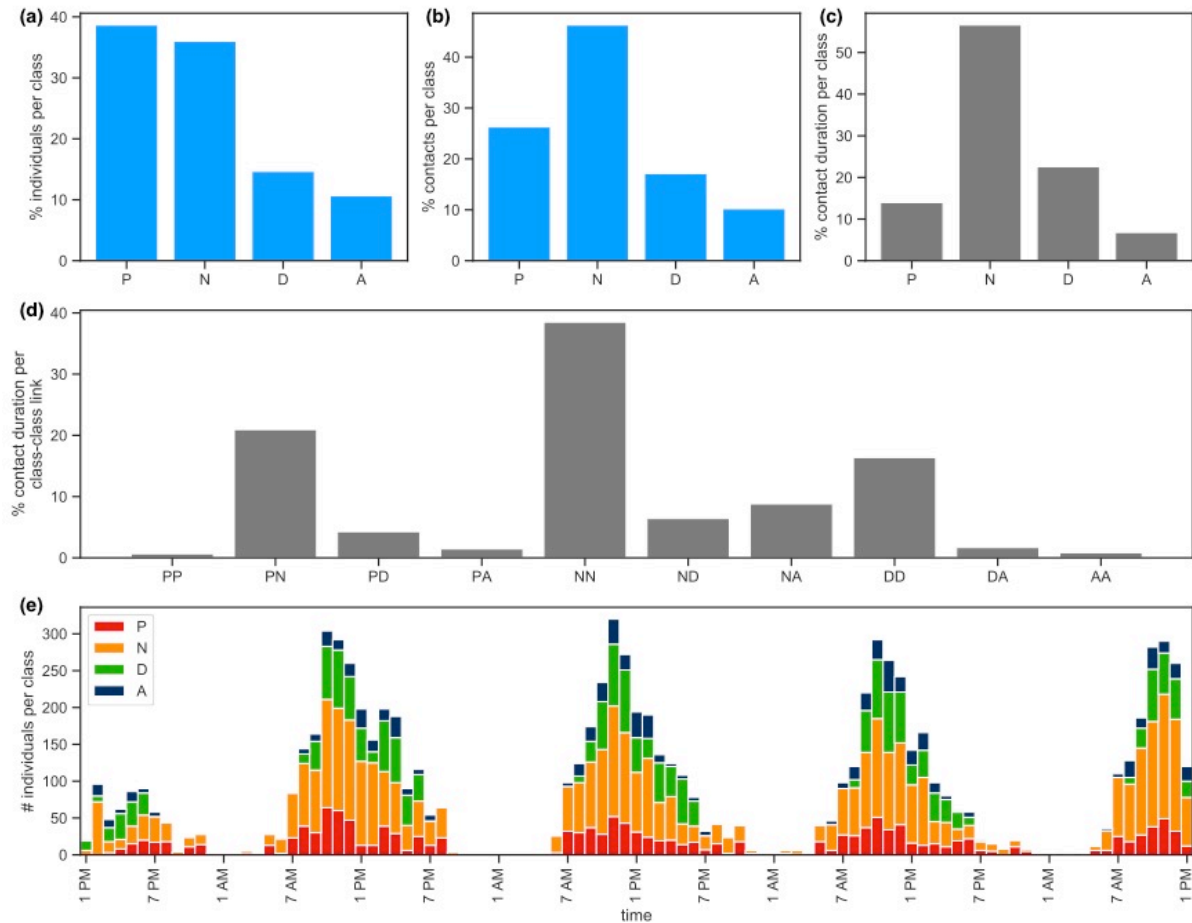 (a)
40
30
20
10
0
% individuals per class
P N D A
(b)
40
30
20
10
0
% contacts per class
P N D A
(c)
50
40
30
20
10
0
% contact duration per class
P N D A
(d)
40
30
20
10
0
% contact duration per
class-class link
PP PN PD PA NN ND NA DD DA AA
(e)
P
N
D
A
300
250
200
150
100
50
0
# individuals per class
1 PM 7 PM 1 AM 7 AM 1 PM 7 PM 1 AM 7 AM 1 PM 7 PM 1 AM 7 AM 1 PM 7 PM 1 AM 7 AM 1 PM
time